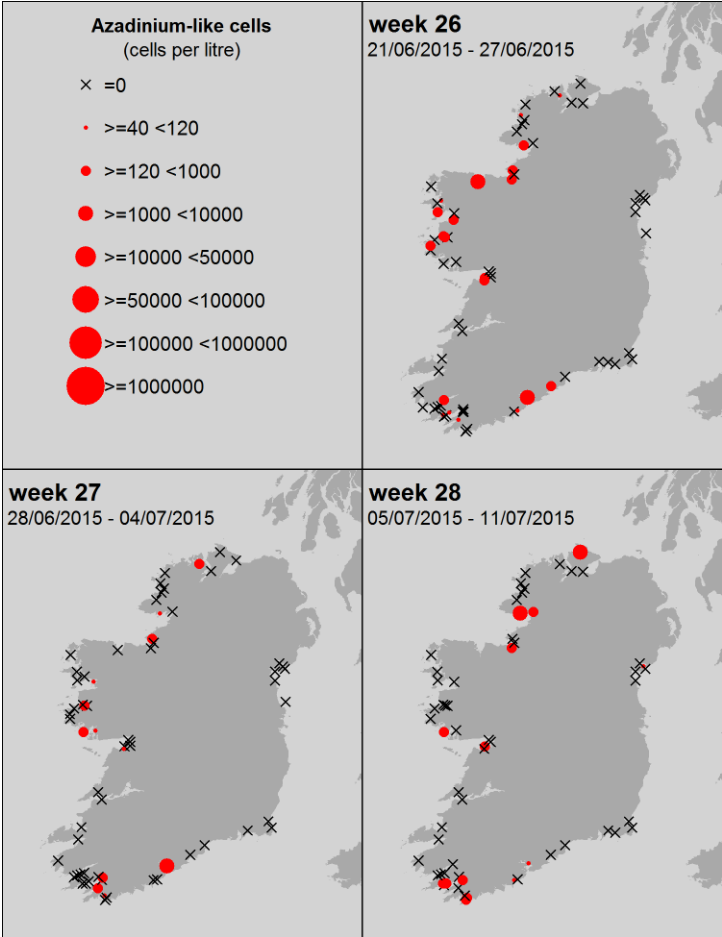 Azadinium-like cells
(cells per litre)
=0
>=40 <120
>=120 <1000
>=1000 <10000
>=10000 <50000
>=50000 <100000
>=100000 <1000000
>=1000000
week 26
21/06/2015 - 27/06/2015
week 27
28/06/2015 - 04/07/2015
week 28
05/07/2015 - 11/07/2015